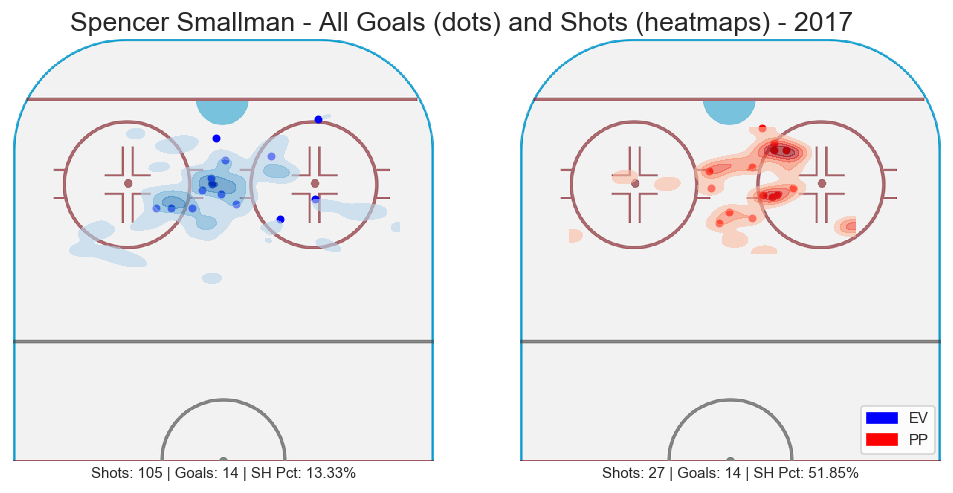 Spencer Smallman - All Goals (dots) and Shots (heatmaps) - 2017
EV
PP
Shots: 105 | Goals: 14 | SH Pct: 13.33%
Shots: 27 | Goals: 14 | SH Pct: 51.85%